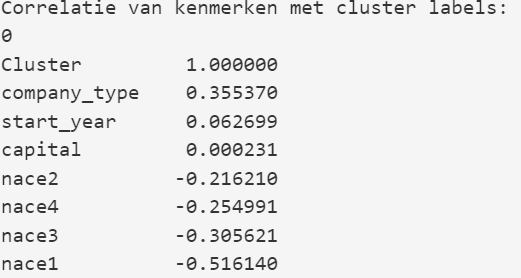 Correlatie van kenmerken met cluster labels:
0
Cluster 1.000000
company_type 0.355370
start_year 0.062699
capital 0.000231
nace2 -0.216210
nace4 -0.254991
nace3 -0.305621
nace1 -0.516140